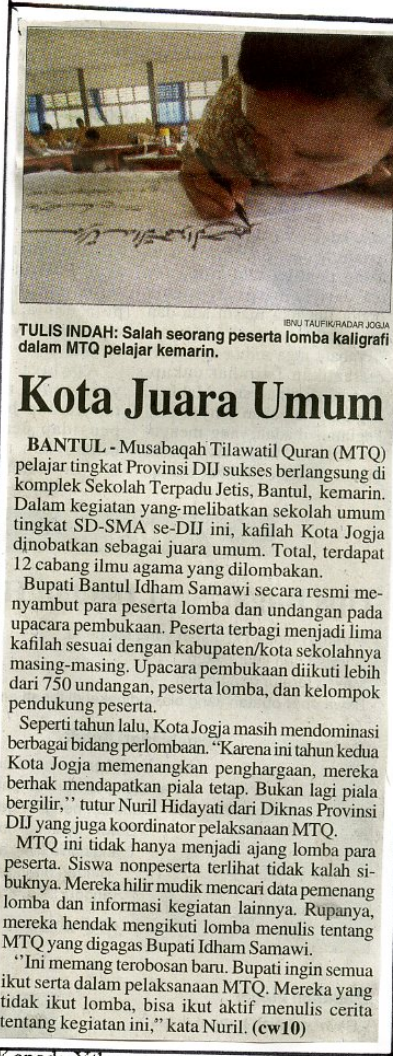 IBNU TAUFIK/RADAR JOGJA
TULIS INDAH: Salah seorang peserta lomba kaligrafi
dalam MTQ pelajar kemarin.
Kota Juara Umum
BANTUL - Musabaqah Tilawatil Quran (MTQ)
pelajar tingkat Provinsi DIJ sukses berlangsung di
komplek Sekolah Terpadu Jetis, Bantul, kemarin.
Dalam kegiatan yang melibatkan sekolah umum
tingkat SD-SMA se-DIJ ini, kafilah Kota Jogja
dinobatkan sebagai juara umum. Total, terdapat
12 cabang ilmu agama yang dilombakan.
Bupati Bantul Idham Samawi secara resmi me-
nyambut para peserta lomba dan undangan pada
upacara pembukaan. Peserta terbagi menjadi lima
kafilah sesuai dengan kabupaten/kota sekolahnya
masing-masing. Upacara pembukaan diikuti lebih
dari 750 undangan, peserta lomba, dan kelompok
pendukung peserta.
Seperti tahun lalu, Kota Jogja masih mendominasi
berbagai bidang perlombaan. “Karena ini tahun kedua
Kota Jogja memenangkan penghargaan, mereka
berhak mendapatkan piala tetap. Bukan lagi piala
bergilir,’’ tutur Nuril Hidayati dari Diknas Provinsi
DIJ yang juga koordinator pelaksanaan MTQ.
MTQ ini tidak hanya menjadi ajang lomba para
peserta. Siswa nonpeserta terlihat tidak kalah si-
buknya. Mereka hilir mudik mencari data pemenang
lomba dan informasi kegiatan lainnya. Rupanya,
mereka hendak mengikuti lomba menulis tentang
MTQ yang digagas Bupati Idham Samawi.
‘’Ini memang terobosan baru. Bupati ingin semua
ikut serta dalam pelaksanaan MTQ. Mereka yang
tidak ikut lomba, bisa ikut aktif menulis cerita
tentang kegiatan ini,” kata Nuril. (cw10)